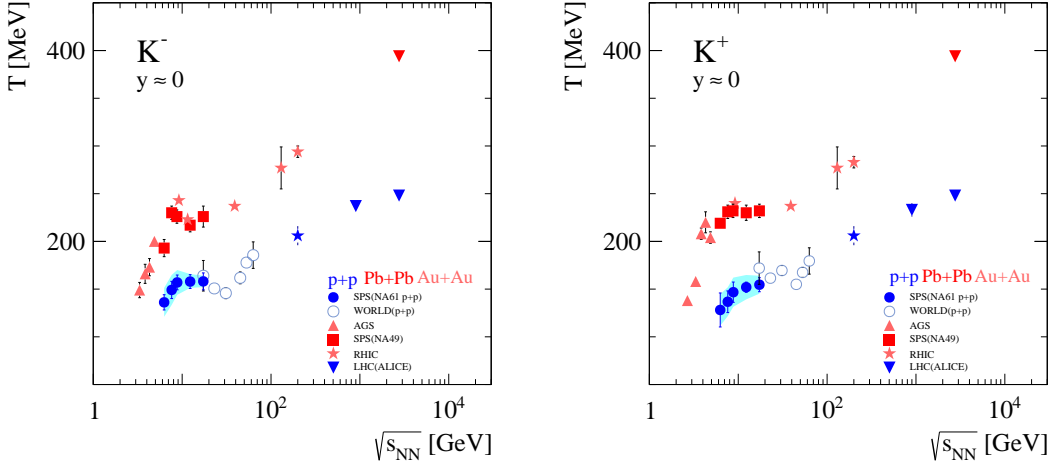 T [MeV]
400
200
K⁻
y ≈ 0
p+p Pb+Pb Au+Au
SPS(NA61 p+p)
WORLD(p+p)
AGS
SPS(NA49)
RHIC
LHC(ALICE)
1
10
10²
10⁴
√s_NN [GeV]
T [MeV]
400
200
K⁺
y ≈ 0
p+p Pb+Pb Au+Au
SPS(NA61 p+p)
WORLD(p+p)
AGS
SPS(NA49)
RHIC
LHC(ALICE)
1
10
10²
10⁴
√s_NN [GeV]